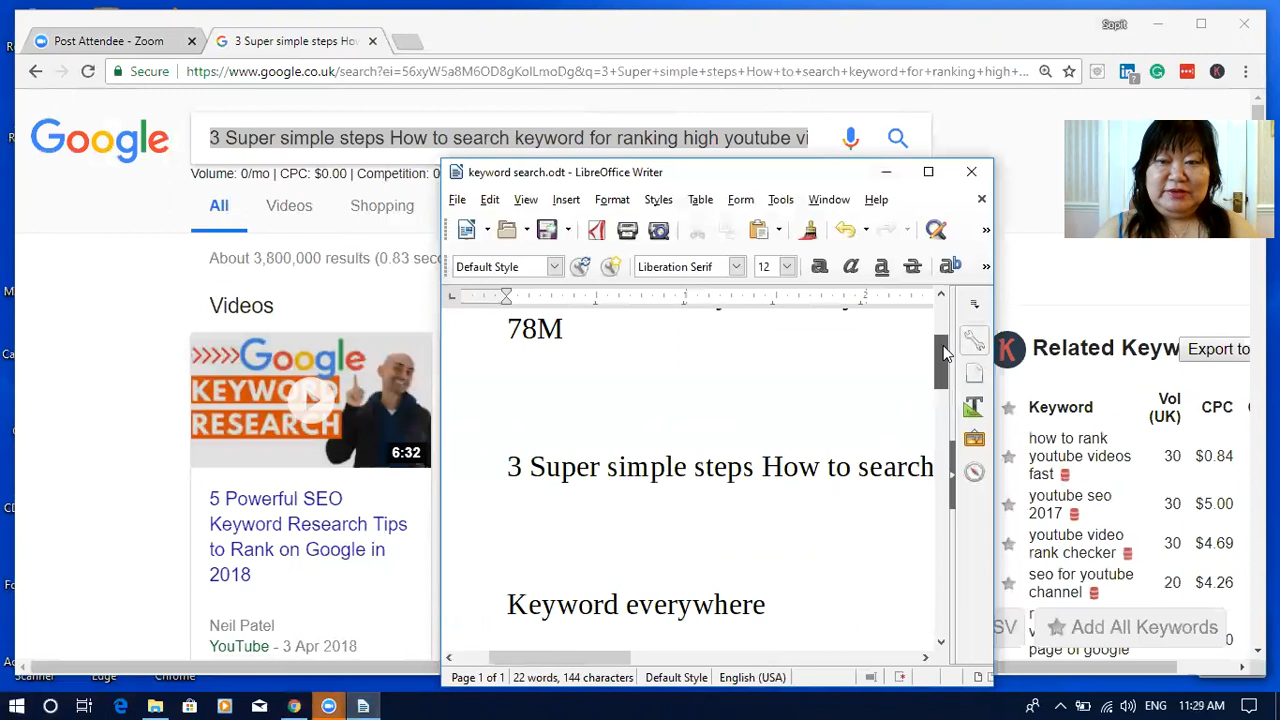 Sopit
Post Attendee - Zoom
3 Super simple steps Ho
Secure
https://www.google.co.uk/search?ei=56xyW5a8M6OD8gKoILmoDg&q=3+Super+simple+steps+How+to+search+keyword+for+ranking+high+...
Google
3 Super simple steps How to search keyword for ranking high youtube vi
Volume: 0/mo | CPC: $0.00 | Competition: 0
All
Videos
Shopping
About 3,800,000 results (0.83 sec
Videos
>>>>> Google
KEYWORD
RESEARCH
6:32
5 Powerful SEO
Keyword Research Tips
to Rank on Google in
2018
Neil Patel
YouTube - 3 Apr 2018
keyword search.odt - LibreOffice Writer
File Edit View Insert Format Styles Table Form Tools Window Help
Default Style
Liberation Serif
12
1
2
78M
3 Super simple steps How to search
Keyword everywhere
Page 1 of 1
22 words, 144 characters
Default Style
English (USA)
K
Related Keyw
Export to
Keyword
Vol
(UK)
CPC
how to rank
youtube videos
fast
30
$0.84
youtube seo
2017
30
$5.00
youtube video
rank checker
30
$4.69
seo for youtube
channel
20
$4.26
SV
Add All Keywords
page of google
Scanner
Edge
Chrome
ENG
11:29 AM